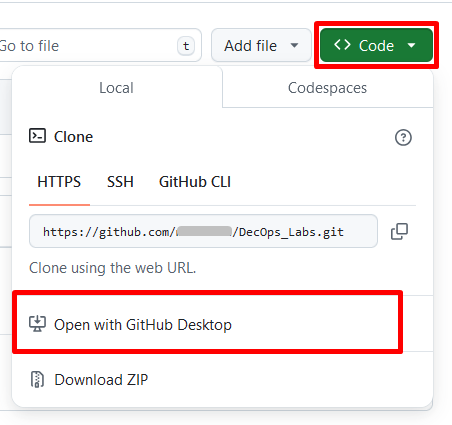 Go to file t Add file Code
Local Codespaces
Clone
HTTPS SSH GitHub CLI
https://github.com/ /DecOps_Labs.git
Clone using the web URL.
Open with GitHub Desktop
Download ZIP